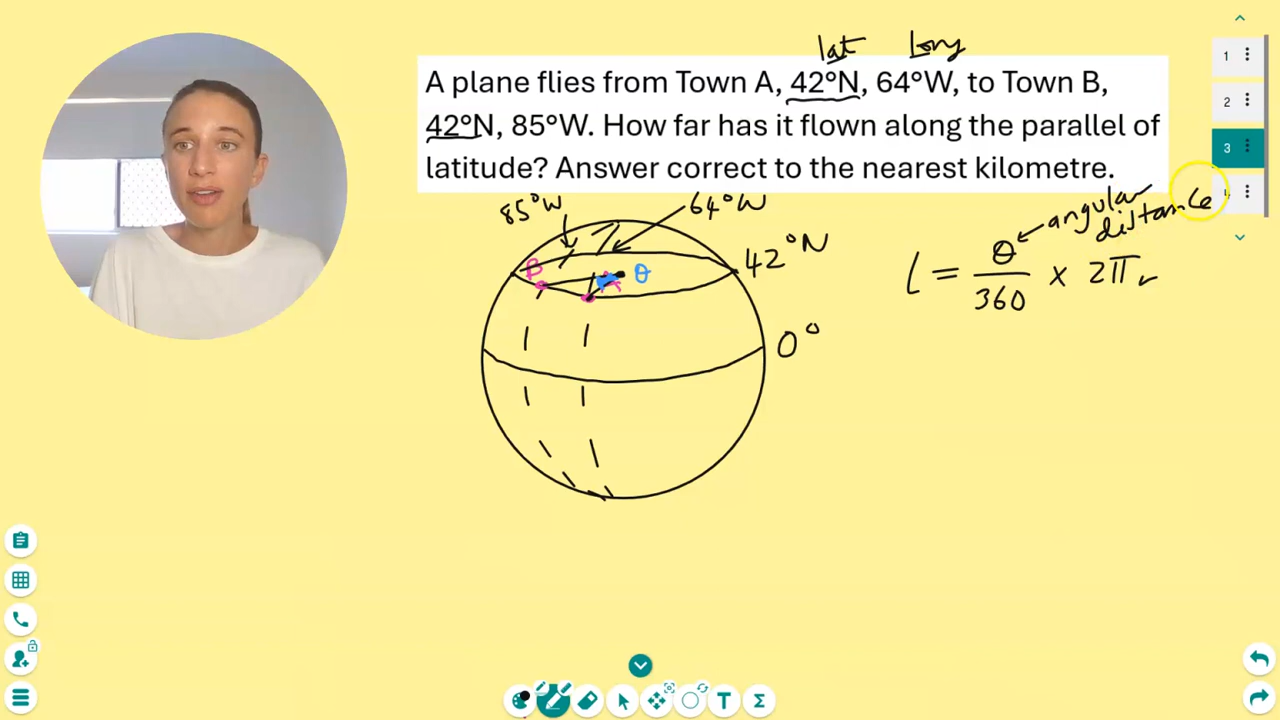 lat long
A plane flies from Town A, 42°N, 64°W, to Town B,
42°N, 85°W. How far has it flown along the parallel of
latitude? Answer correct to the nearest kilometre.
85°W
64°W
angular
distance
42°N
B
A
θ
l = θ/360 × 2πr
0°
1
2
3
4
T
Σ